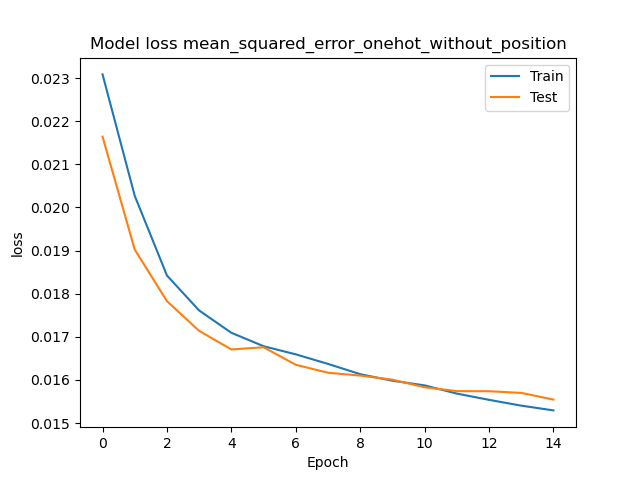 Model loss mean_squared_error_onehot_without_position
Train
Test
loss
0.023
0.022
0.021
0.020
0.019
0.018
0.017
0.016
0.015
0 2 4 6 8 10 12 14
Epoch